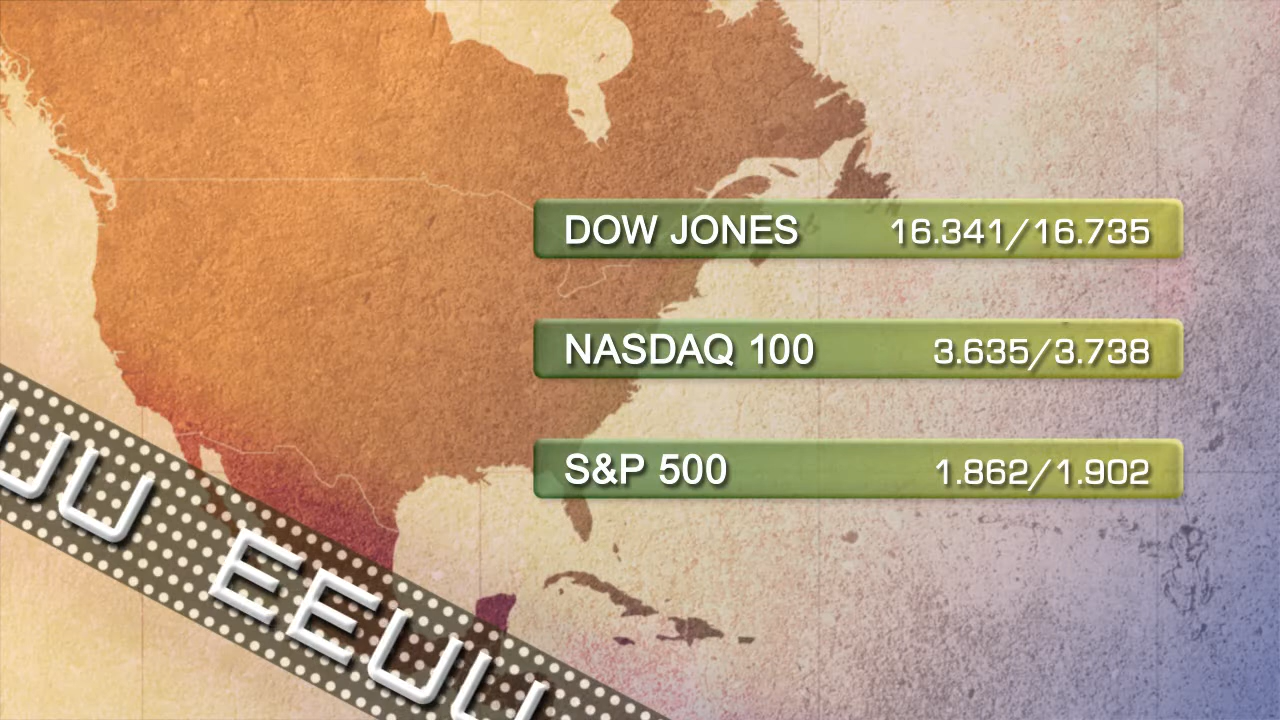 DOW JONES 16.341/16.735
NASDAQ 100 3.635/3.738
S&P 500 1.862/1.902
UU EEUU